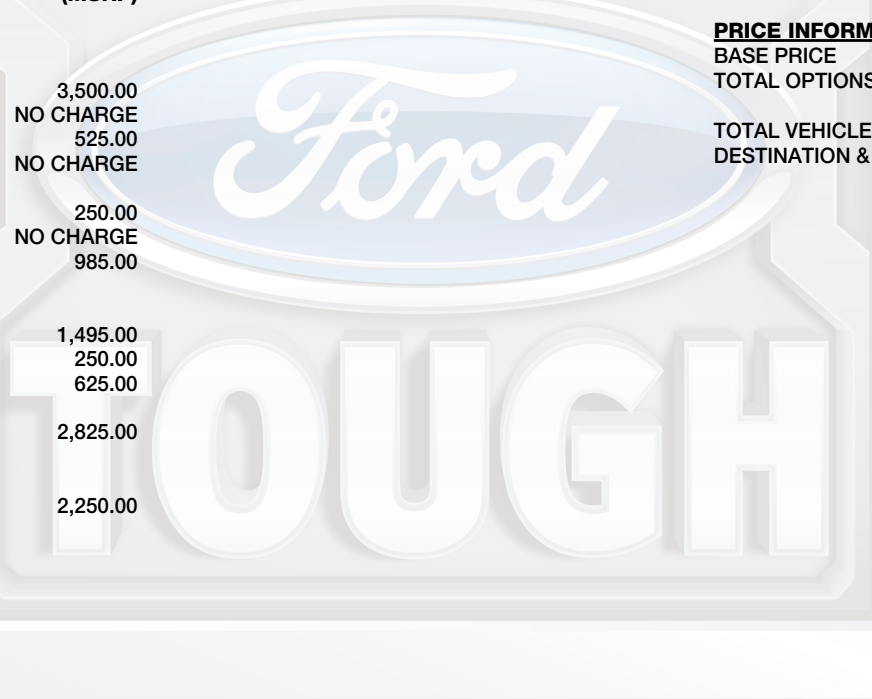 3,500.00
NO CHARGE
525.00
NO CHARGE
250.00
NO CHARGE
985.00
1,495.00
250.00
625.00
2,825.00
2,250.00
PRICE INFORM
BASE PRICE
TOTAL OPTIONS
TOTAL VEHICLE
DESTINATION &
Ford
TOUGH